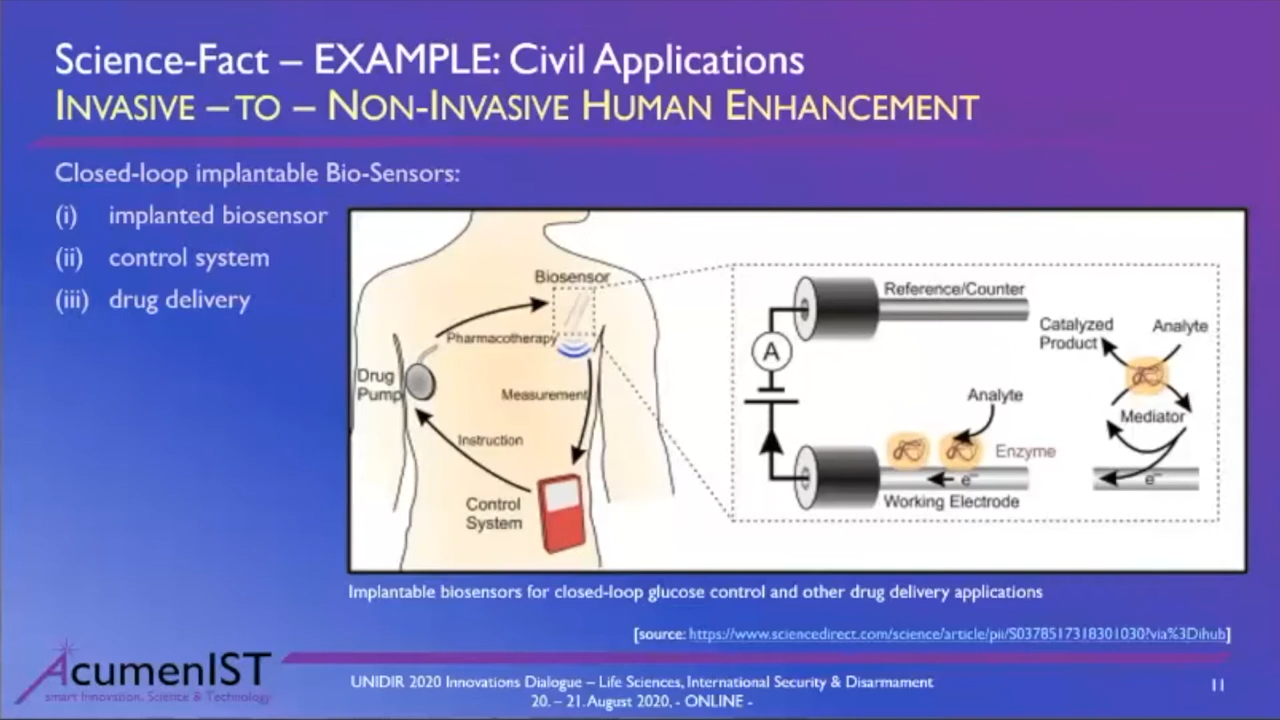 Science-Fact – EXAMPLE: Civil Applications
INVASIVE – TO – NON-INVASIVE HUMAN ENHANCEMENT
Closed-loop implantable Bio-Sensors:
(i) implanted biosensor
(ii) control system
(iii) drug delivery
Biosensor
Pharmacotherapy
Drug
Pump
Measurement
Instruction
Control
System
Reference/Counter
A
Analyte
Enzyme
e⁻
Working Electrode
Catalyzed
Product
Analyte
Mediator
e⁻
Implantable biosensors for closed-loop glucose control and other drug delivery applications
[source: https://www.sciencedirect.com/science/article/pii/S0378517318301030?via%3Dihub]
AcumenIST
smart Innovation, Science & Technology
UNIDIR 2020 Innovations Dialogue – Life Sciences, International Security & Disarmament
20. – 21. August 2020, - ONLINE -
11